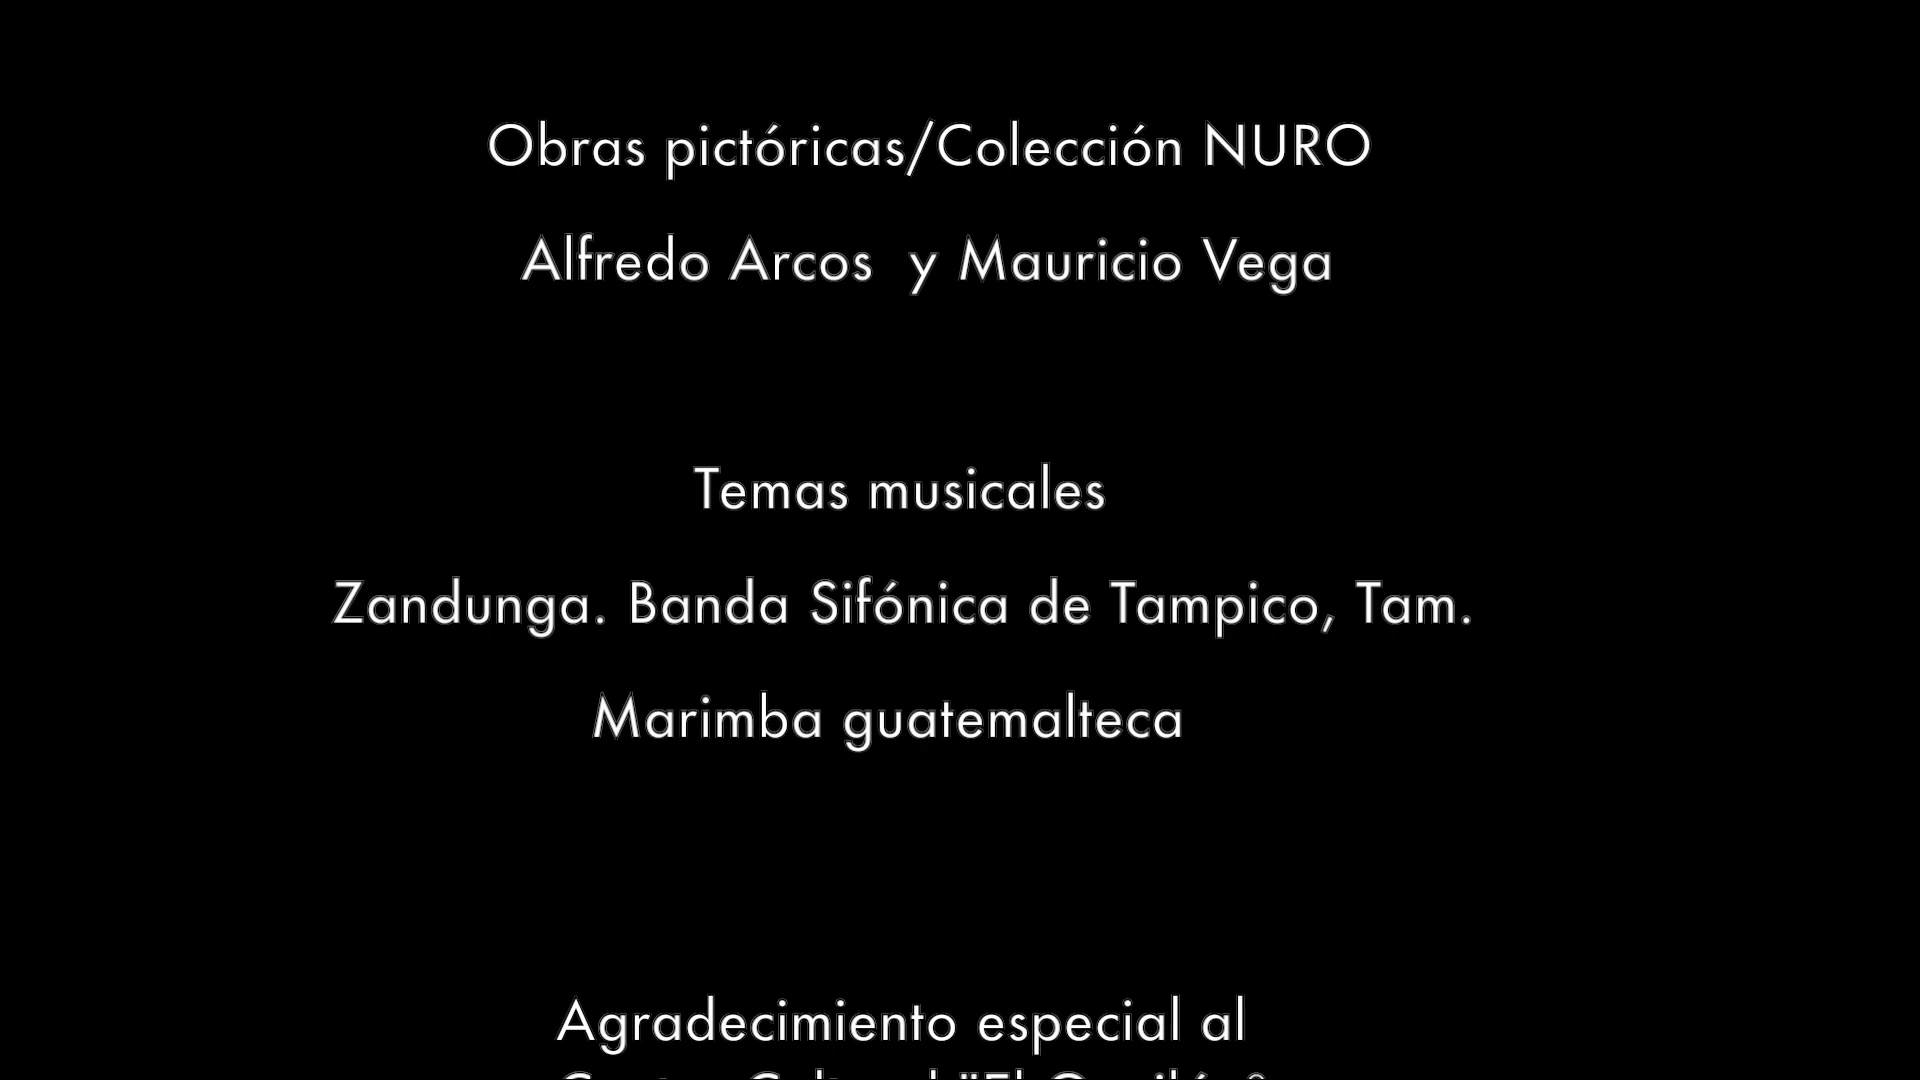 Obras pictóricas/Colección NURO
Alfredo Arcos y Mauricio Vega
Temas musicales
Zandunga. Banda Sifónica de Tampico, Tam.
Marimba guatemalteca
Agradecimiento especial al